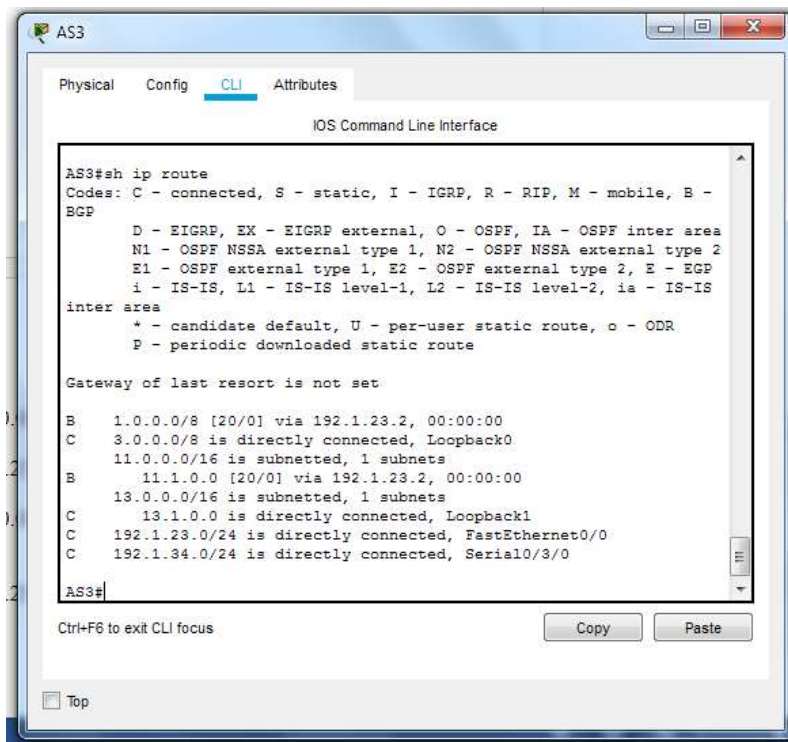 AS3
Physical Config CLI Attributes
IOS Command Line Interface
AS3#sh ip route
Codes: C - connected, S - static, I - IGRP, R - RIP, M - mobile, B -
BGP
D - EIGRP, EX - EIGRP external, O - OSPF, IA - OSPF inter area
N1 - OSPF NSSA external type 1, N2 - OSPF NSSA external type 2
E1 - OSPF external type 1, E2 - OSPF external type 2, E - EGP
i - IS-IS, L1 - IS-IS level-1, L2 - IS-IS level-2, ia - IS-IS
inter area
* - candidate default, U - per-user static route, o - ODR
P - periodic downloaded static route
Gateway of last resort is not set
B 1.0.0.0/8 [20/0] via 192.1.23.2, 00:00:00
C 3.0.0.0/8 is directly connected, Loopback0
11.0.0.0/16 is subnetted, 1 subnets
B 11.1.0.0 [20/0] via 192.1.23.2, 00:00:00
13.0.0.0/16 is subnetted, 1 subnets
C 13.1.0.0 is directly connected, Loopback1
C 192.1.23.0/24 is directly connected, FastEthernet0/0
C 192.1.34.0/24 is directly connected, Serial0/3/0
AS3#
Ctrl+F6 to exit CLI focus
Copy Paste
Top